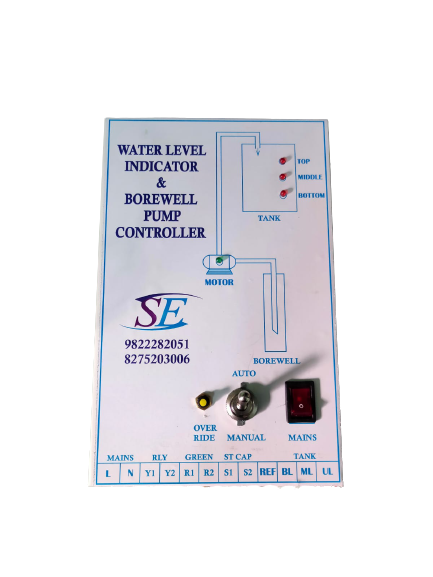 WATER LEVEL
INDICATOR
&
BOREWELL
PUMP
CONTROLLER
TOP
MIDDLE
BOTTOM
TANK
MOTOR
SE
9822282051
8275203006
BOREWELL
AUTO
OVER
RIDE
MANUAL
MAINS
MAINS RLY GREEN ST CAP TANK
L N Y1 Y2 R1 R2 S1 S2 REF BL ML UL